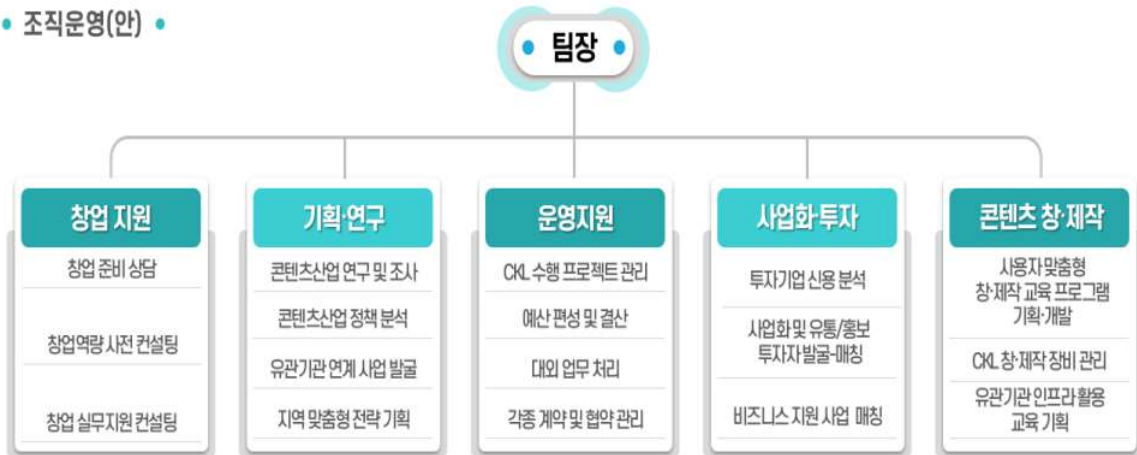 • 조직운영(안) •
• 팀장 •
창업 지원
창업 준비 상담
창업역량 사전 컨설팅
창업 실무지원 컨설팅
기획·연구
콘텐츠산업 연구 및 조사
콘텐츠산업 정책 분석
유관기관 연계 사업 발굴
지역 맞춤형 전략 기획
운영지원
CKL 수행 프로젝트 관리
예산 편성 및 결산
대외 업무 처리
각종 계약 및 협약 관리
사업화·투자
투자기업 신용 분석
사업화 및 유통/홍보
투자자 발굴-매칭
비즈니스 지원 사업 매칭
콘텐츠 창·제작
사용자 맞춤형
창·제작 교육 프로그램
기획·개발
CKL 창·제작 장비 관리
유관기관 인프라 활용
교육 기획